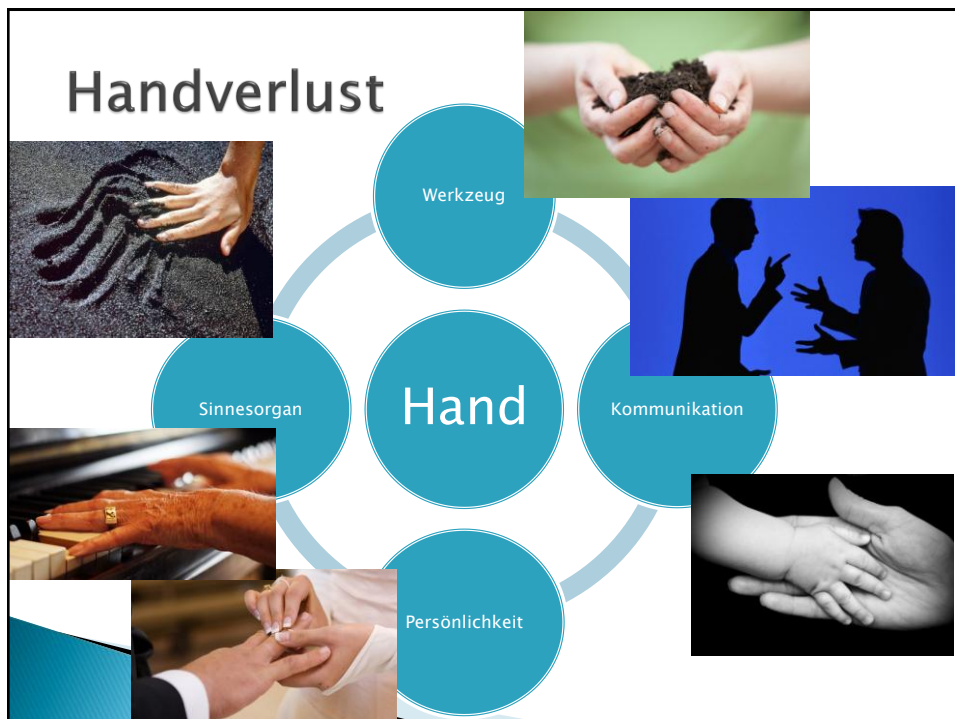 Handverlust
Werkzeug
Sinnesorgan
Hand
Kommunikation
Persönlichkeit